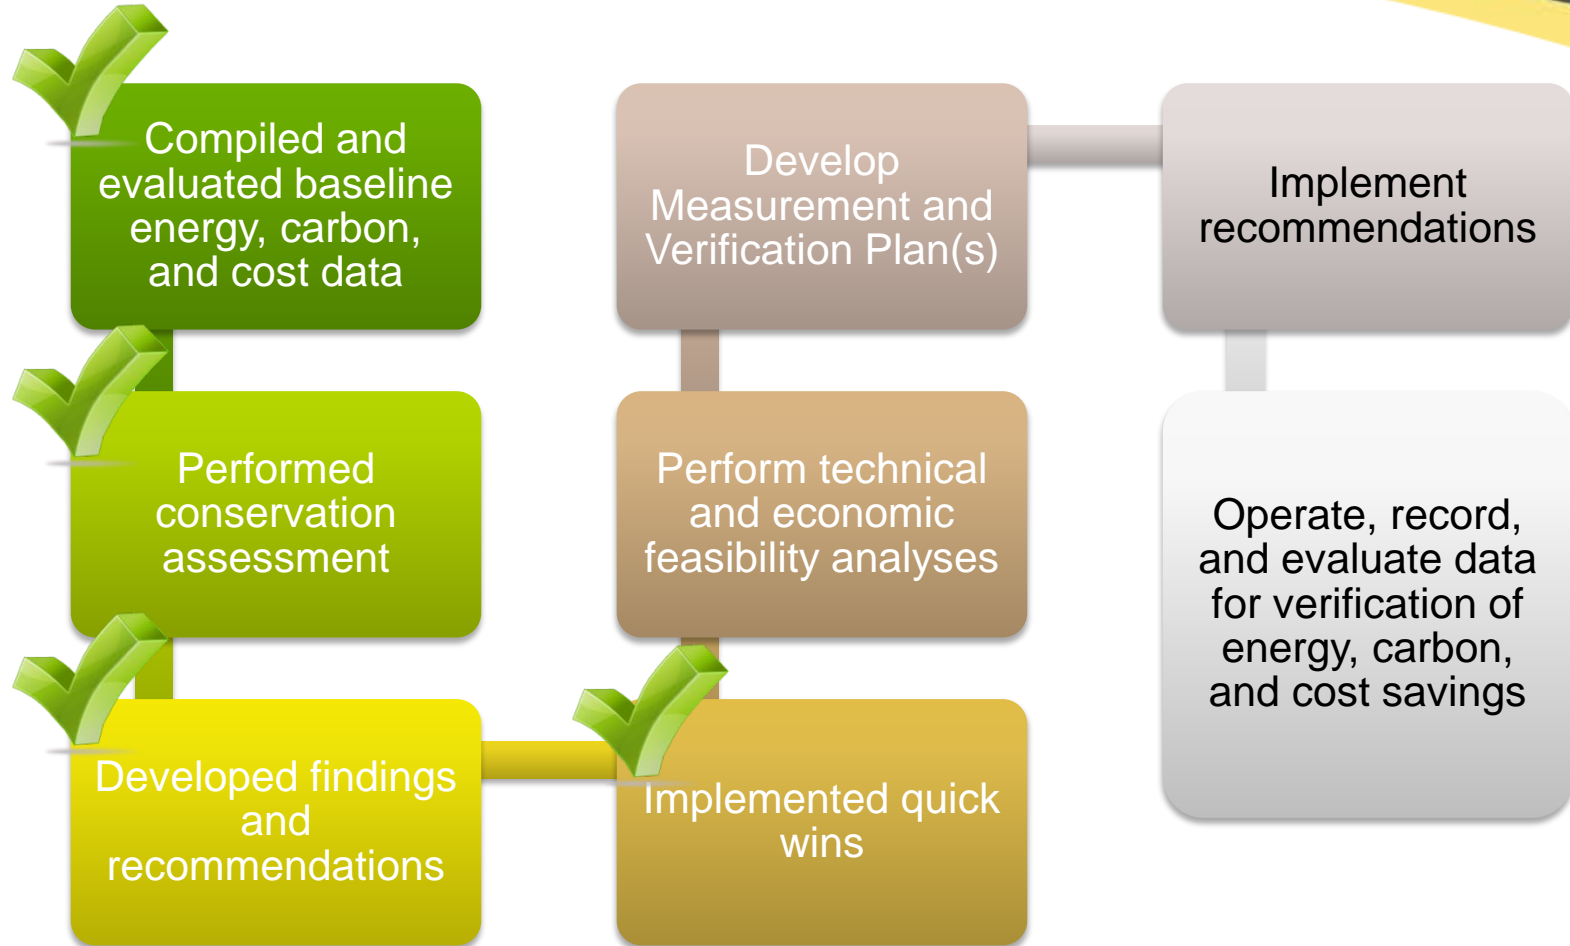 Compiled and
evaluated baseline
energy, carbon,
and cost data
Performed
conservation
assessment
Developed findings
and
recommendations
Implemented quick
wins
Perform technical
and economic
feasibility analyses
Develop
Measurement and
Verification Plan(s)
Implement
recommendations
Operate, record,
and evaluate data
for verification of
energy, carbon,
and cost savings